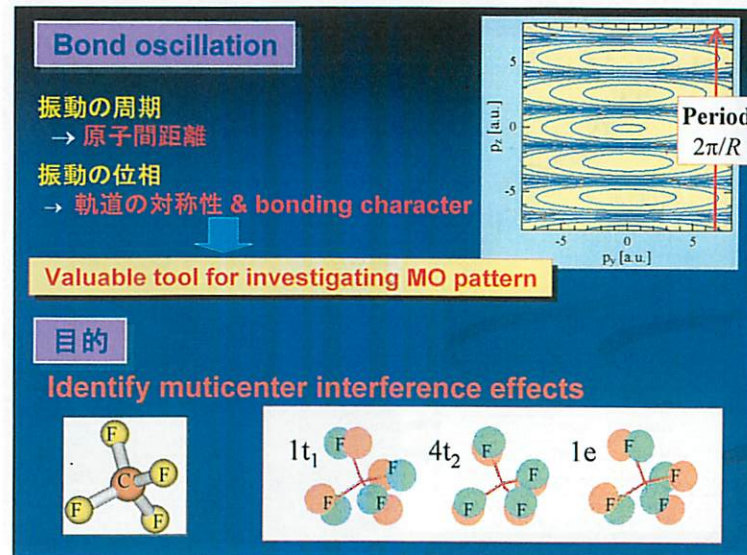 Bond oscillation
振動の周期
→ 原子間距離
振動の位相
→ 軌道の対称性 & bonding character
Valuable tool for investigating MO pattern
5
0
-5
p_z [a.u.]
-5 0 5
p_y [a.u.]
Period
2π/R
目的
Identify muticenter interference effects
F
F
C
F
F
1t₁
F
F
F
F
4t₂
F
F
F
F
1e
F
F
F
F